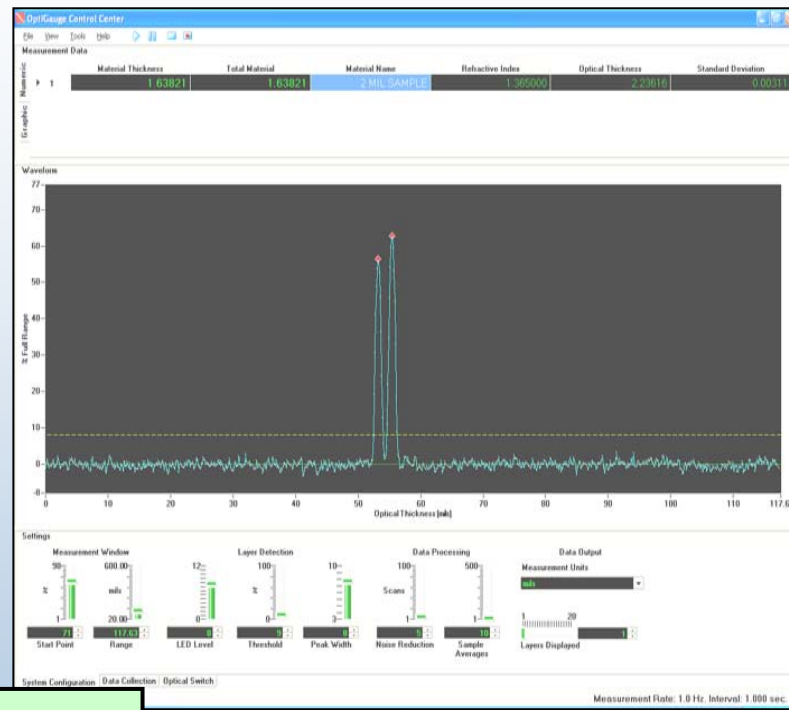 OptiGauge Control Center
File View Tools Help
Measurement Data
Numeric
Graphic
Material Thickness Total Material Material Name Refractive Index Optical Thickness Standard Deviation
1 1.63821 1.63821 2 MIL SAMPLE 1.365000 2.23616 0.00311
Waveform
77
70
60
50
40
30
20
10
0
-8
% Full Range
0 10 20 30 40 50 60 70 80 90 100 110 117.6
Optical Thickness [mils]
Settings
Measurement Window Layer Detection Data Processing Data Output
98 600.00 12 100 10 100 500 Measurement Units
% mils % Scans mils
1 20.00 0 0 3 1 1 1 20
71 117.63 8 9 8 5 10 1
Start Point Range LED Level Threshold Peak Width Noise Reduction Sample Averages Layers Displayed
System Configuration Data Collection Optical Switch
Measurement Rate: 1.0 Hz. Interval: 1.000 sec.